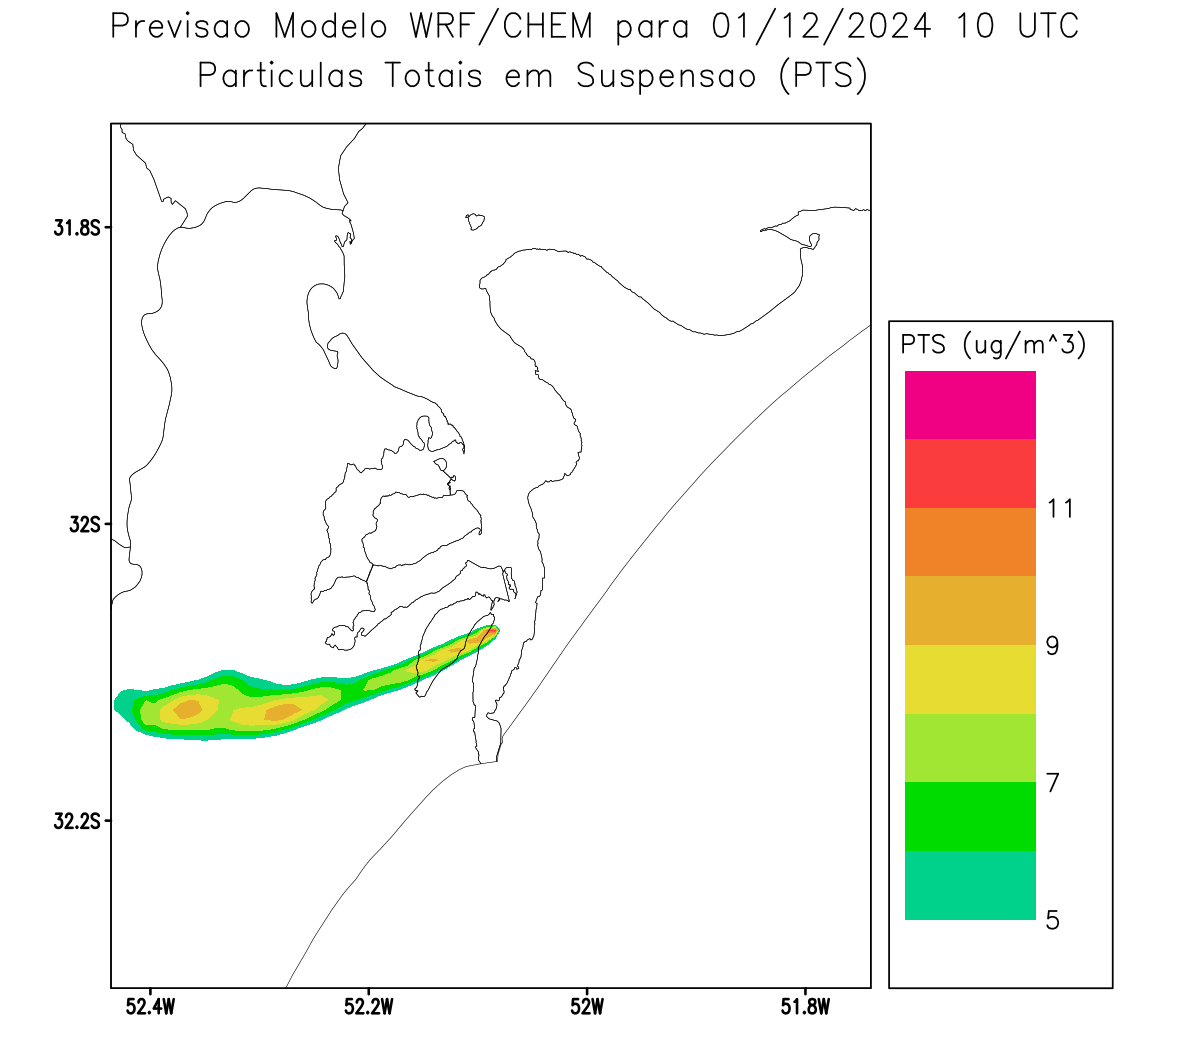 Previsao Modelo WRF/CHEM para 01/12/2024 10 UTC
Particulas Totais em Suspensao (PTS)
31.8S
32S
32.2S
52.4W 52.2W 52W 51.8W
PTS (ug/m^3)
11
9
7
5